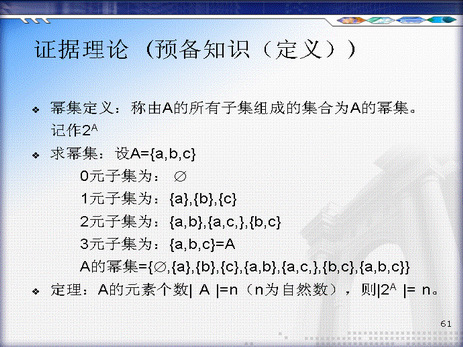 证据理论 （预备知识（定义））
❖ 幂集定义：称由A的所有子集组成的集合为A的幂集。
记作2ᴬ
❖ 求幂集：设A={a,b,c}
0元子集为： ∅
1元子集为：{a},{b},{c}
2元子集为：{a,b},{a,c,},{b,c}
3元子集为：{a,b,c}=A
A的幂集={∅,{a},{b},{c},{a,b},{a,c,},{b,c},{a,b,c}}
❖ 定理：A的元素个数| A |=n（n为自然数），则|2ᴬ |= n。
61